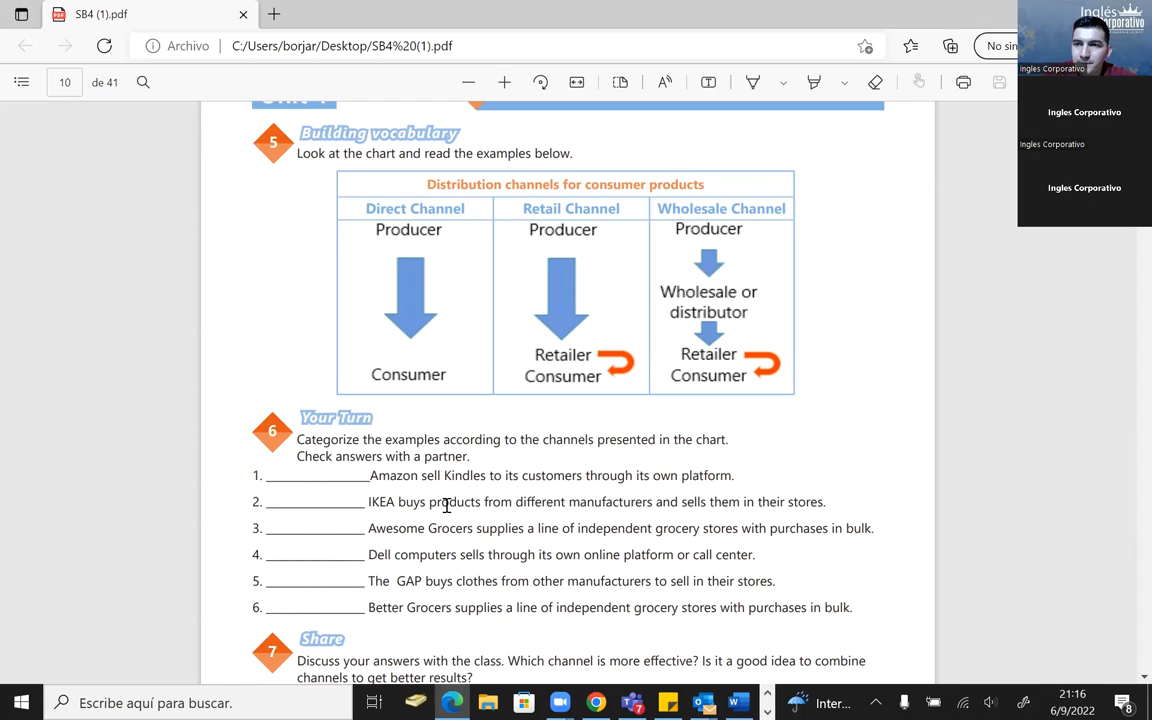 SB4 (1).pdf
Archivo
C:/Users/borjar/Desktop/SB4%20(1).pdf
No sin
Inglés
Corporativo
Ingles Corporativo
10
de 41
Ingles Corporativo
Ingles Corporativo
Ingles Corporativo
5
Building vocabulary
Look at the chart and read the examples below.
Distribution channels for consumer products
Direct Channel
Retail Channel
Wholesale Channel
Producer
Producer
Producer
Wholesale or
distributor
Retailer
Retailer
Consumer
Consumer
Consumer
6
Your Turn
Categorize the examples according to the channels presented in the chart.
Check answers with a partner.
1. ________________Amazon sell Kindles to its customers through its own platform.
2. _______________ IKEA buys products from different manufacturers and sells them in their stores.
3. _______________ Awesome Grocers supplies a line of independent grocery stores with purchases in bulk.
4. _______________ Dell computers sells through its own online platform or call center.
5. _______________ The  GAP buys clothes from other manufacturers to sell in their stores.
6. _______________ Better Grocers supplies a line of independent grocery stores with purchases in bulk.
7
Share
Discuss your answers with the class. Which channel is more effective? Is it a good idea to combine
channels to get better results?
Escribe aquí para buscar.
Inter...
21:16
6/9/2022
8